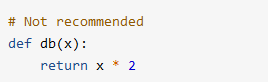 # Not recommended
def db(x):
    return x * 2